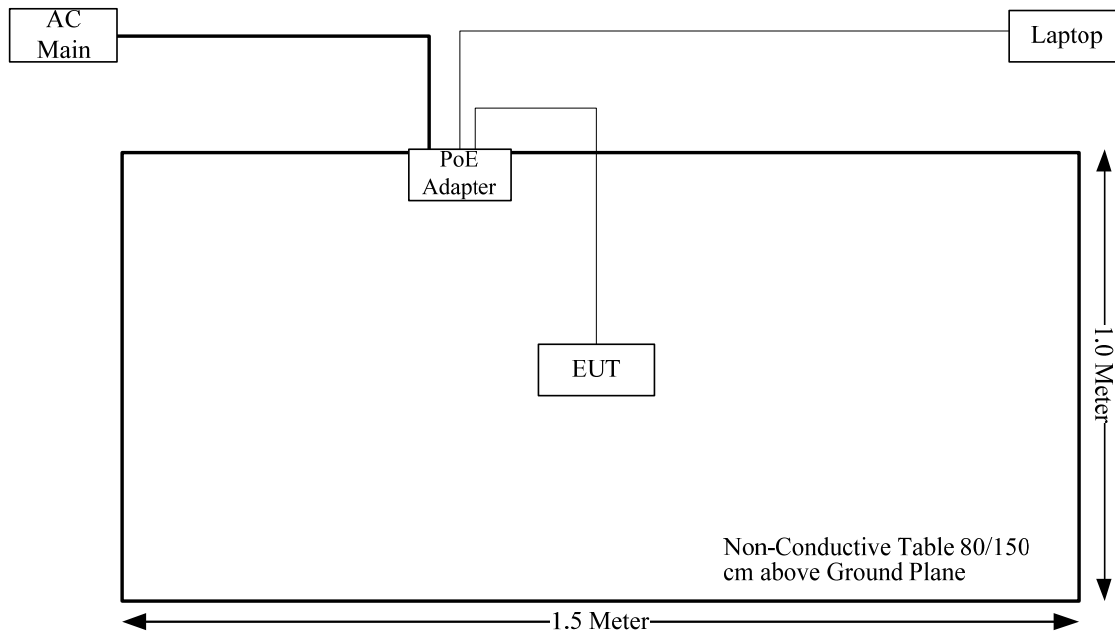 AC
Main
Laptop
PoE
Adapter
EUT
1.0 Meter
Non-Conductive Table 80/150
cm above Ground Plane
1.5 Meter